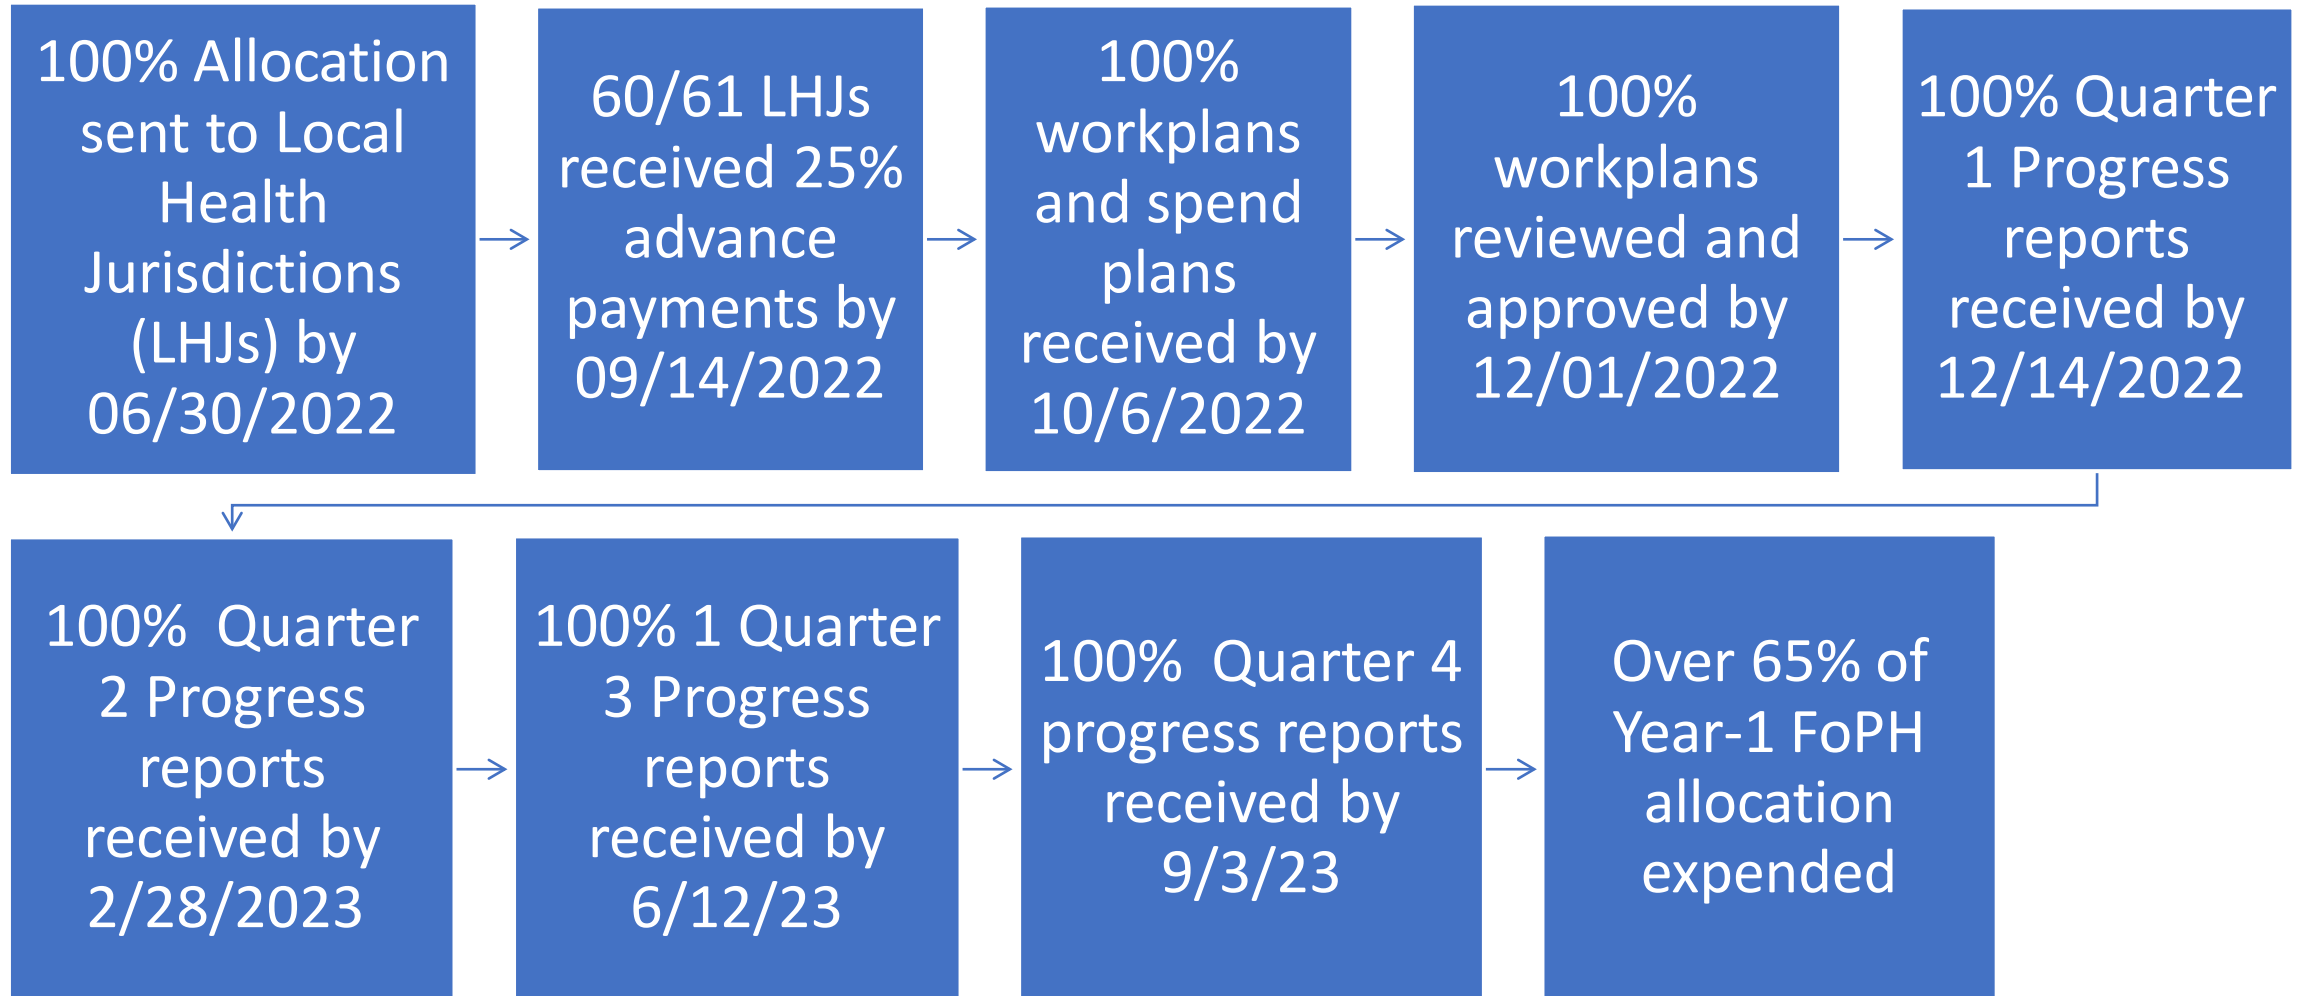 100% Allocation
sent to Local
Health
Jurisdictions
(LHJs) by
06/30/2022
60/61 LHJs
received 25%
advance
payments by
09/14/2022
100%
workplans
and spend
plans
received by
10/6/2022
100%
workplans
reviewed and
approved by
12/01/2022
100% Quarter
1 Progress
reports
received by
12/14/2022
100%  Quarter
2 Progress
reports
received by
2/28/2023
100% 1 Quarter
3 Progress
reports
received by
6/12/23
100%  Quarter 4
progress reports
received by
9/3/23
Over 65% of
Year-1 FoPH
allocation
expended